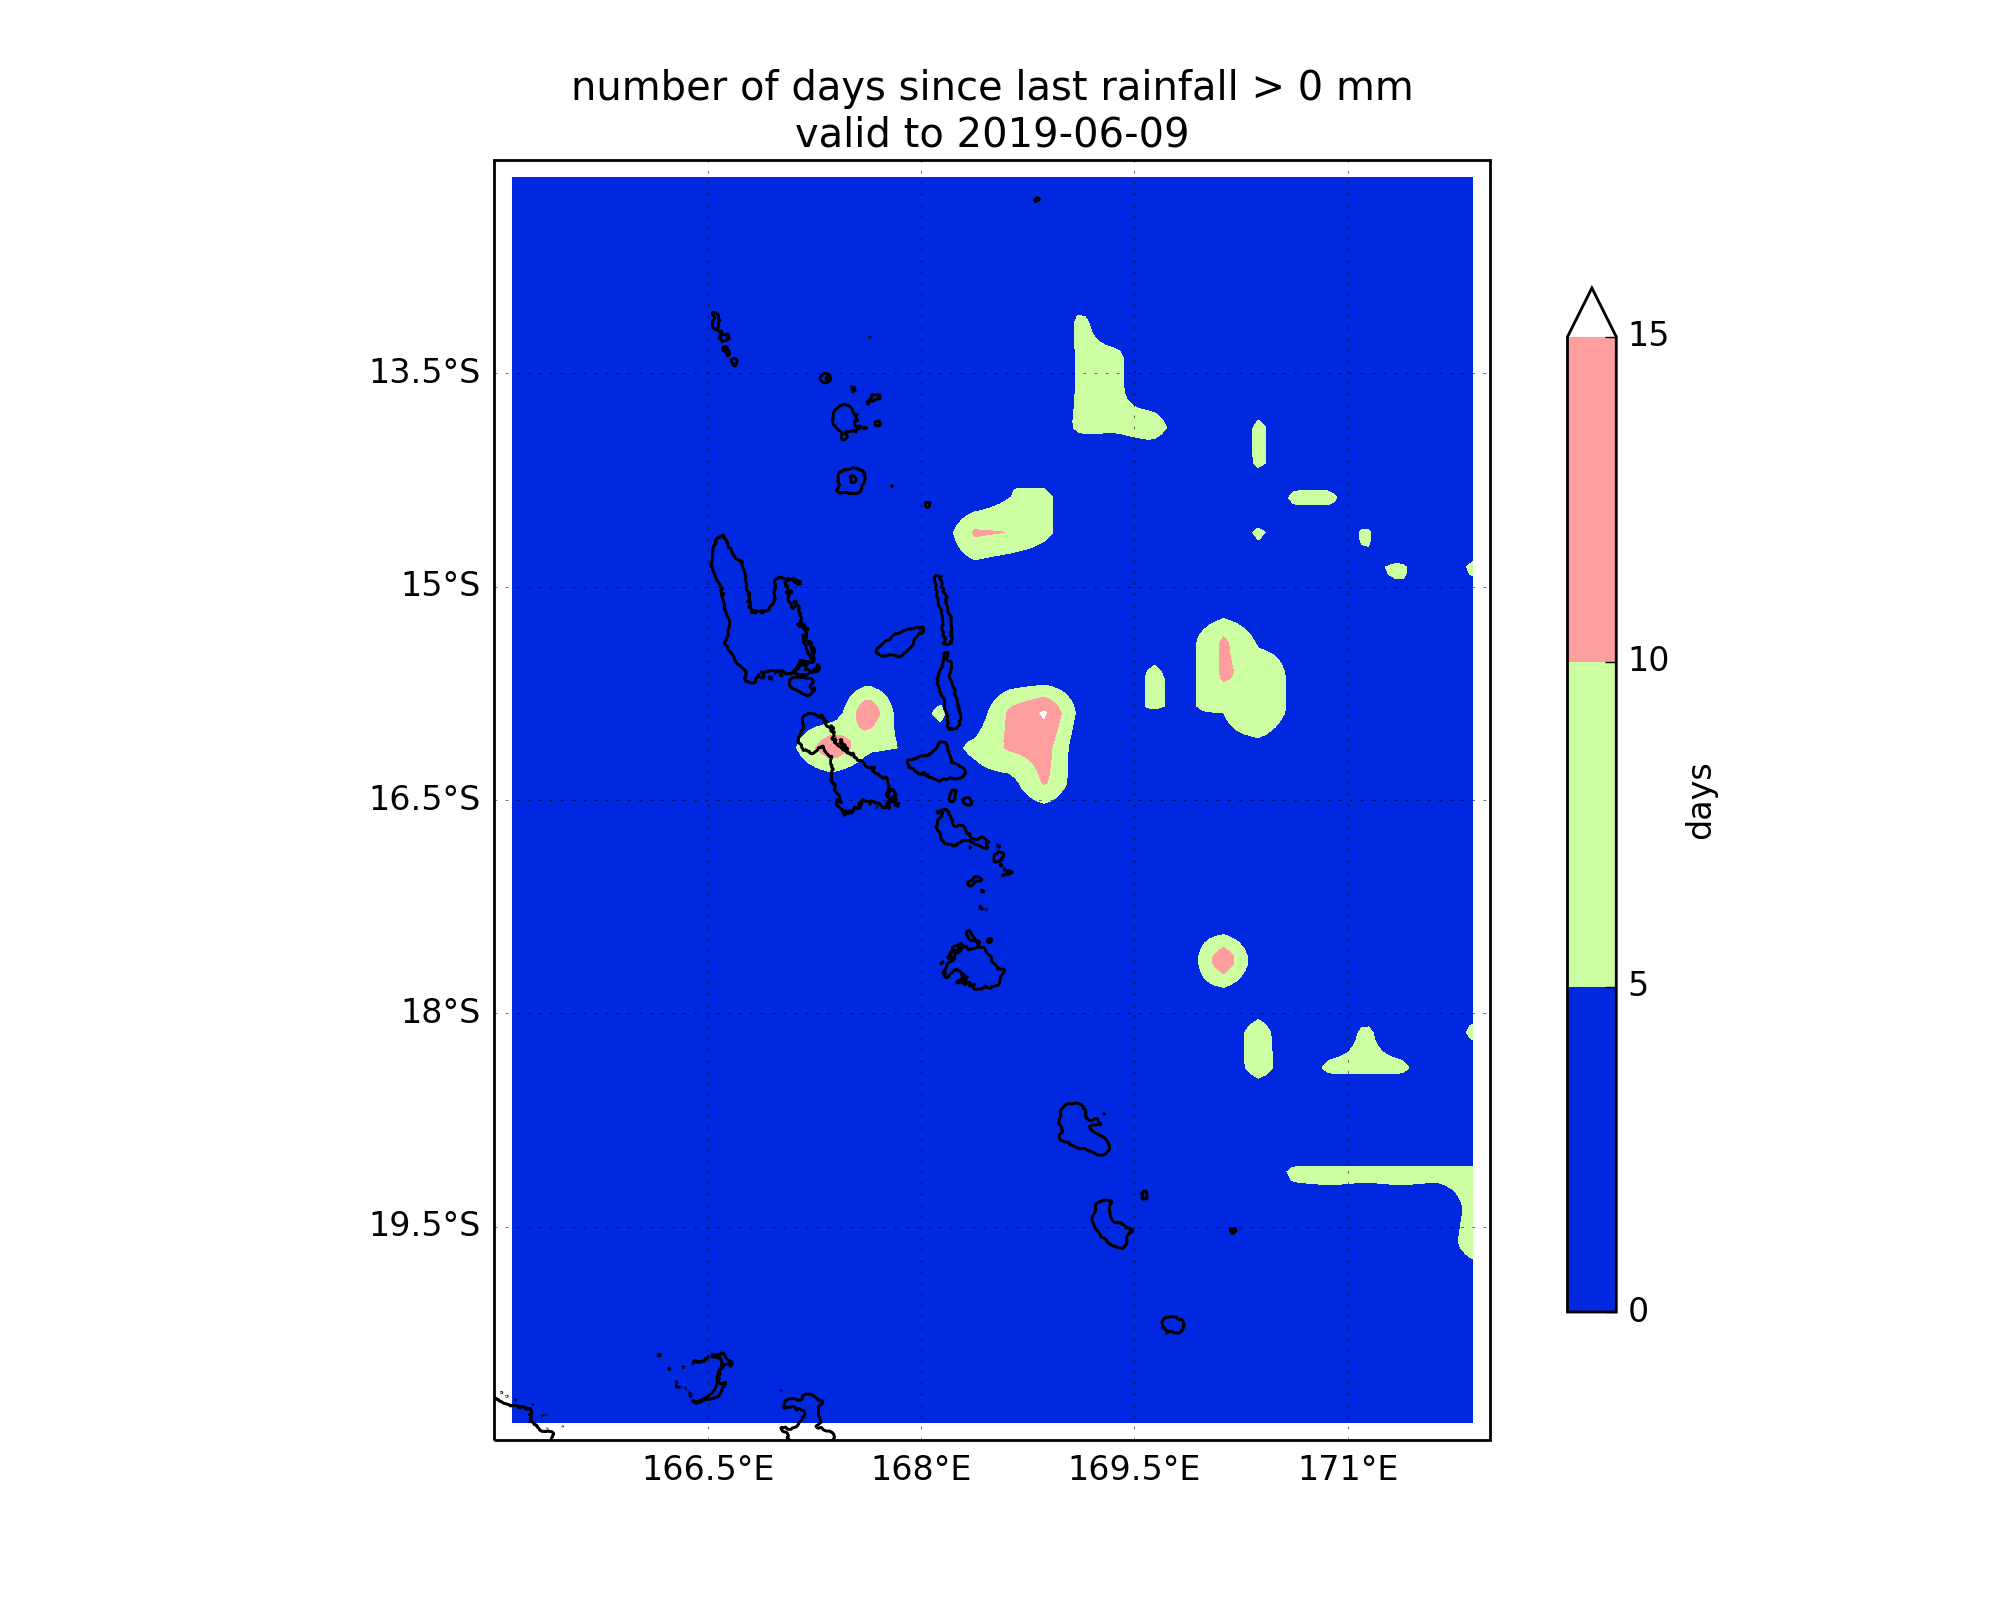 number of days since last rainfall > 0 mm
valid to 2019-06-09
13.5°S
15°S
16.5°S
18°S
19.5°S
166.5°E
168°E
169.5°E
171°E
15
10
5
0
days